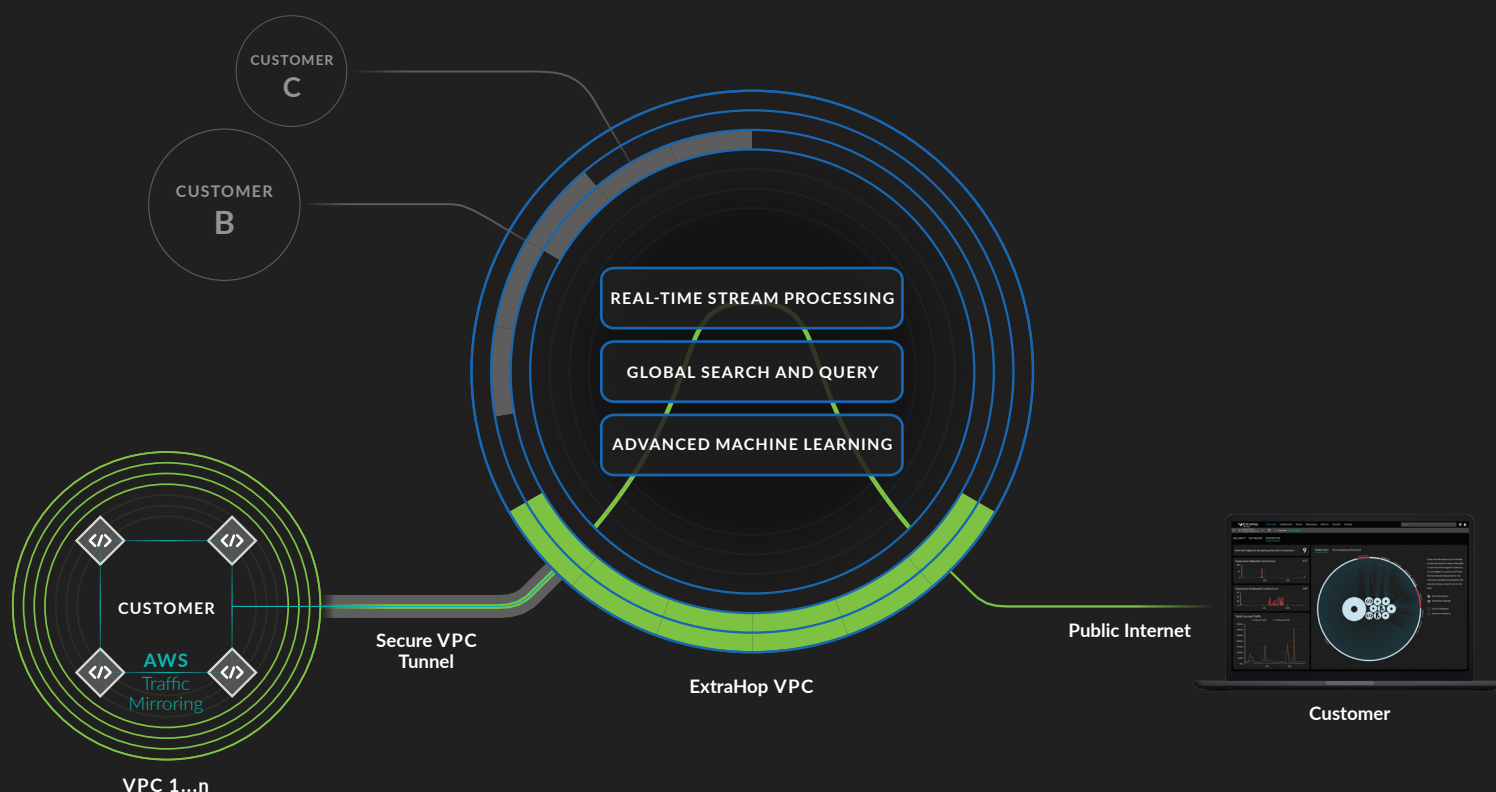 CUSTOMER
C
CUSTOMER
B
REAL-TIME STREAM PROCESSING
GLOBAL SEARCH AND QUERY
ADVANCED MACHINE LEARNING
CUSTOMER
AWS
Traffic
Mirroring
VPC 1...n
Secure VPC
Tunnel
ExtraHop VPC
Public Internet
Customer